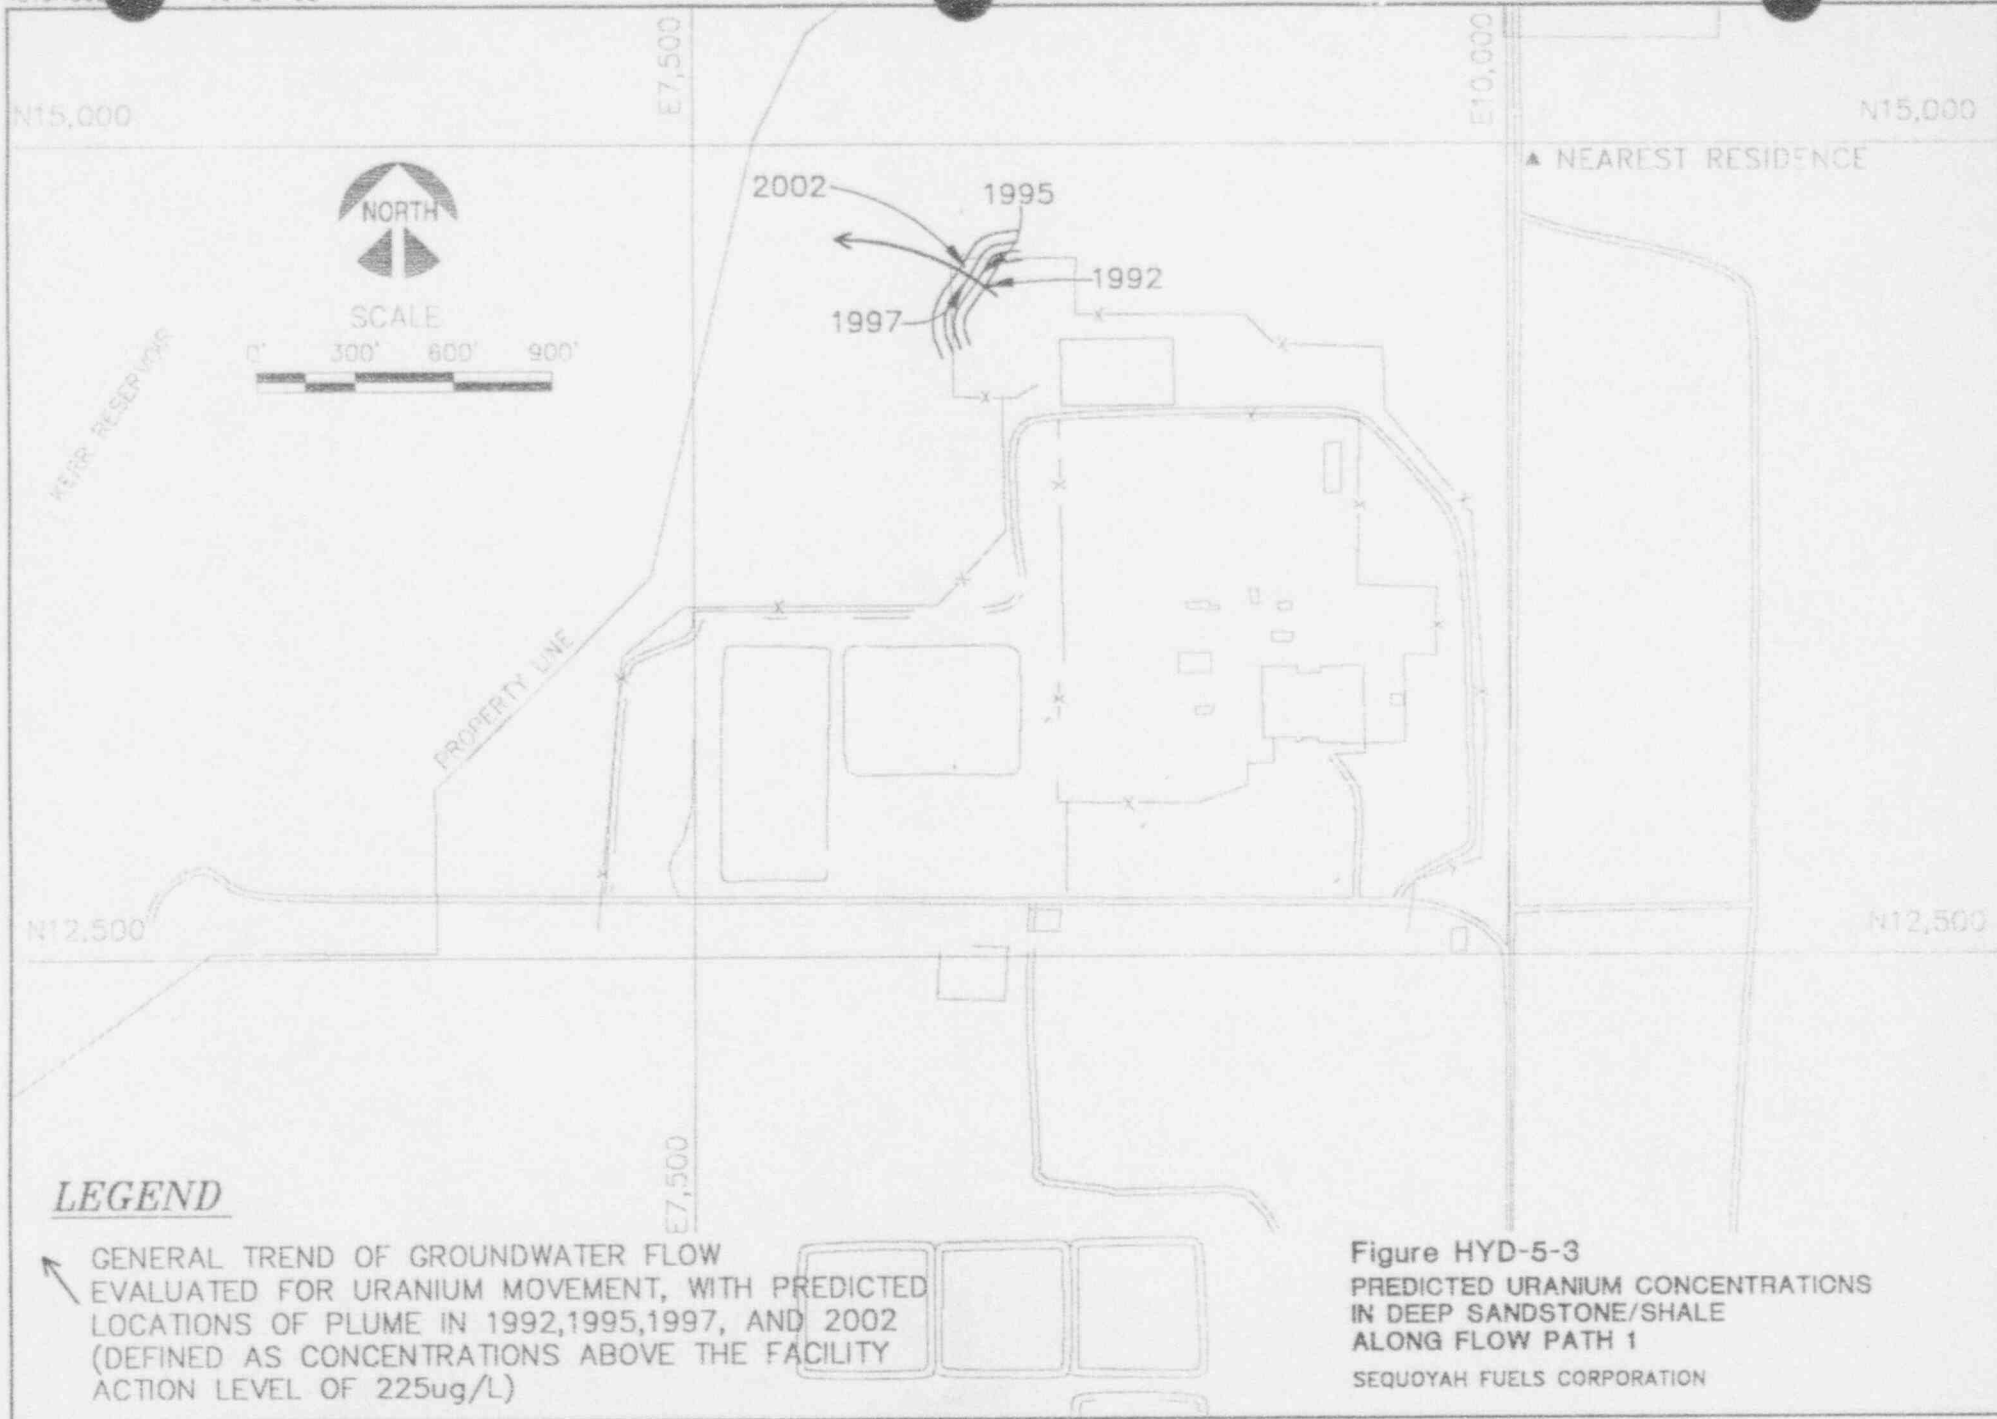 E7,500
E10,000
N15,000
N15,000
▲ NEAREST RESIDENCE
2002
1995
NORTH
1992
1997
SCALE
0' 300' 600' 900'
KERR RESERVOIR
PROPERTY LINE
N12,500
N12,500
E7,500
LEGEND
GENERAL TREND OF GROUNDWATER FLOW
EVALUATED FOR URANIUM MOVEMENT, WITH PREDICTED
LOCATIONS OF PLUME IN 1992,1995,1997, AND 2002
(DEFINED AS CONCENTRATIONS ABOVE THE FACILITY
ACTION LEVEL OF 225ug/L)
Figure HYD-5-3
PREDICTED URANIUM CONCENTRATIONS
IN DEEP SANDSTONE/SHALE
ALONG FLOW PATH 1
SEQUOYAH FUELS CORPORATION